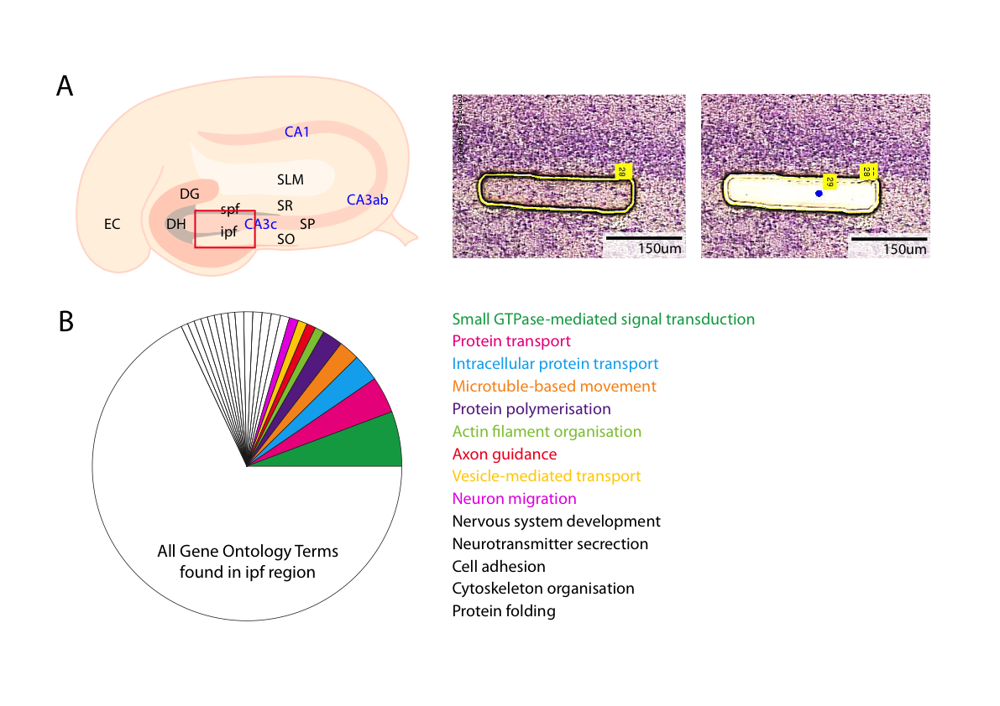 A
CA1
SLM
DG
SR
CA3ab
spf
EC
DH
CA3c
SP
ipf
SO
28
150um
29
28
150um
B
Small GTPase-mediated signal transduction
Protein transport
Intracellular protein transport
Microtuble-based movement
Protein polymerisation
Actin filament organisation
Axon guidance
Vesicle-mediated transport
Neuron migration
Nervous system development
Neurotransmitter secretion
Cell adhesion
Cytoskeleton organisation
Protein folding
All Gene Ontology Terms
found in ipf region